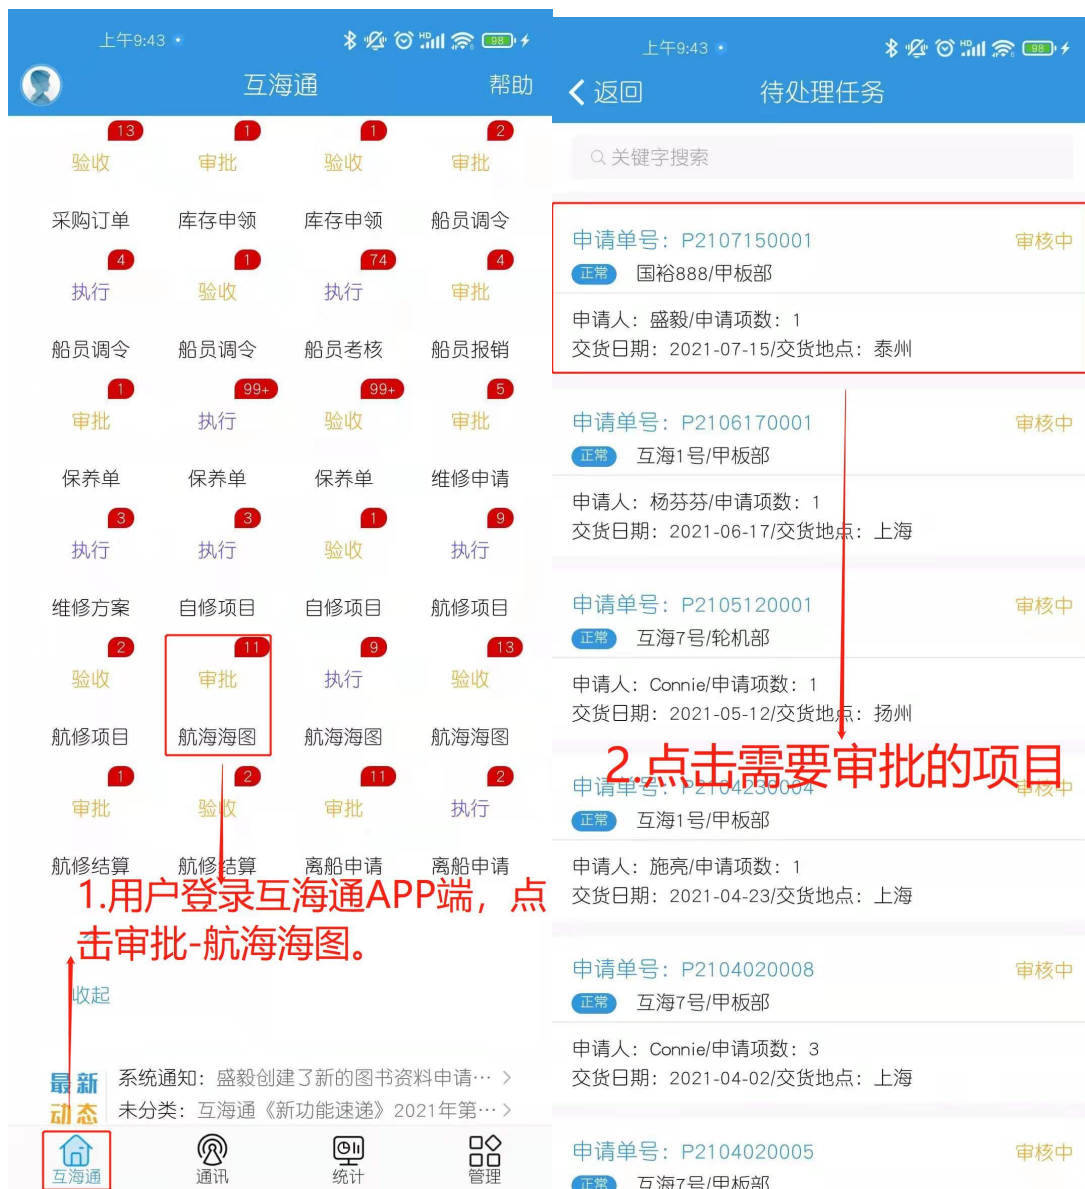 上午9:43
98
互海通
帮助
13 1 1 2
验收 审批 验收 审批
采购订单 库存申领 库存申领 船员调令
4 1 74 4
执行 验收 执行 审批
船员调令 船员调令 船员考核 船员报销
1 99+ 99+ 5
审批 执行 验收 审批
保养单 保养单 保养单 维修申请
3 3 1 9
执行 执行 验收 执行
维修方案 自修项目 自修项目 航修项目
2 11 9 13
验收 审批 执行 验收
航修项目 航海海图 航海海图 航海海图
1 2 11 2
审批 验收 审批 执行
航修结算 航修结算 离船申请 离船申请
1.用户登录互海通APP端，点
击审批-航海海图。
收起
最新
动态
系统通知：盛毅创建了新的图书资料申请…
未分类：互海通《新功能速递》2021年第…
互海通 通讯 统计 管理
上午9:43
98
返回 待处理任务
关键字搜索
申请单号：P2107150001 审核中
正常 国裕888/甲板部
申请人：盛毅/申请项数：1
交货日期：2021-07-15/交货地点：泰州
申请单号：P2106170001 审核中
正常 互海1号/甲板部
申请人：杨芬芬/申请项数：1
交货日期：2021-06-17/交货地点：上海
申请单号：P2105120001 审核中
正常 互海7号/轮机部
申请人：Connie/申请项数：1
交货日期：2021-05-12/交货地点：扬州
2.点击需要审批的项目
申请单号：P2104230004 审核中
正常 互海1号/甲板部
申请人：施亮/申请项数：1
交货日期：2021-04-23/交货地点：上海
申请单号：P2104020008 审核中
正常 互海7号/甲板部
申请人：Connie/申请项数：3
交货日期：2021-04-02/交货地点：上海
申请单号：P2104020005 审核中
正常 互海7号/甲板部